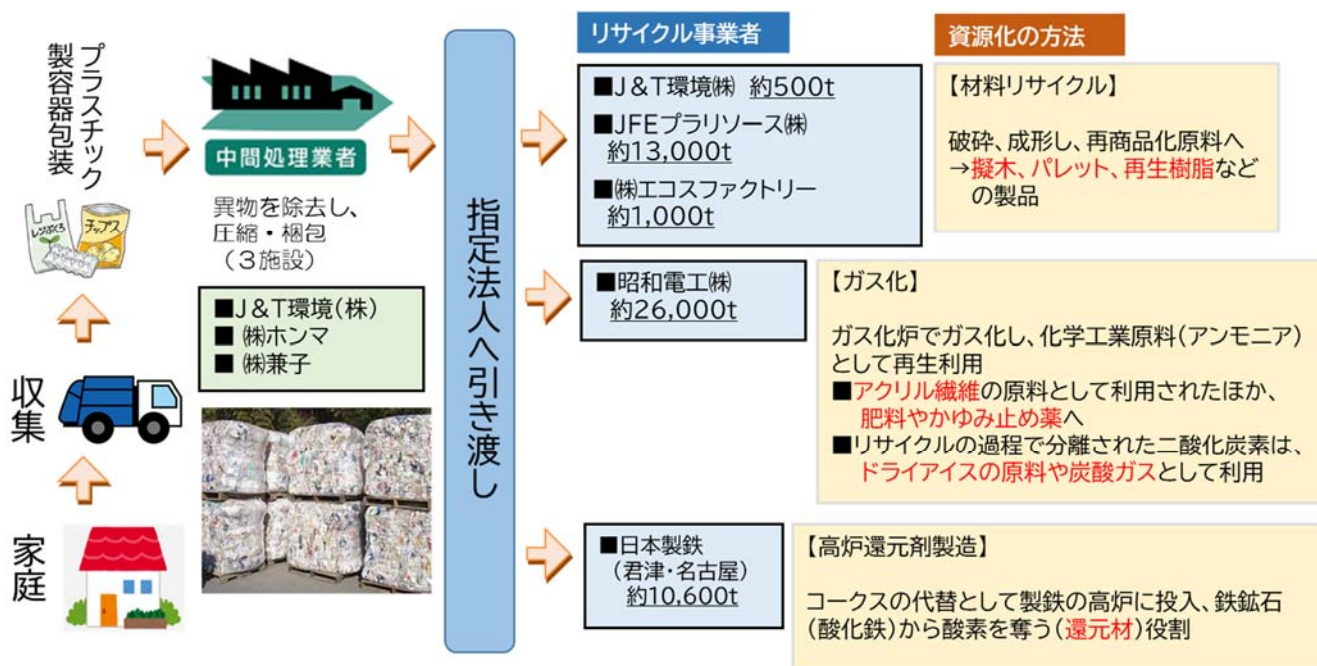 プラスチック
製容器包装
レジぶくろ
チップス
収集
家庭
中間処理業者
異物を除去し、
圧縮・梱包
(3施設)
■J&T環境(株)
■ ㈱ホンマ
■ ㈱兼子
指定法人へ引き渡し
リサイクル事業者
■J&T環境㈱ 約500t
■JFEプラリソース㈱
約13,000t
■㈱エコスファクトリー
約1,000t
■昭和電工㈱
約26,000t
■日本製鉄
(君津・名古屋)
約10,600t
資源化の方法
【材料リサイクル】
破砕、成形し、再商品化原料へ
→擬木、パレット、再生樹脂など
の製品
【ガス化】
ガス化炉でガス化し、化学工業原料(アンモニア)
として再生利用
■アクリル繊維の原料として利用されたほか、
肥料やかゆみ止め薬へ
■リサイクルの過程で分離された二酸化炭素は、
ドライアイスの原料や炭酸ガスとして利用
【高炉還元剤製造】
コークスの代替として製鉄の高炉に投入、鉄鉱石
(酸化鉄)から酸素を奪う(還元材)役割